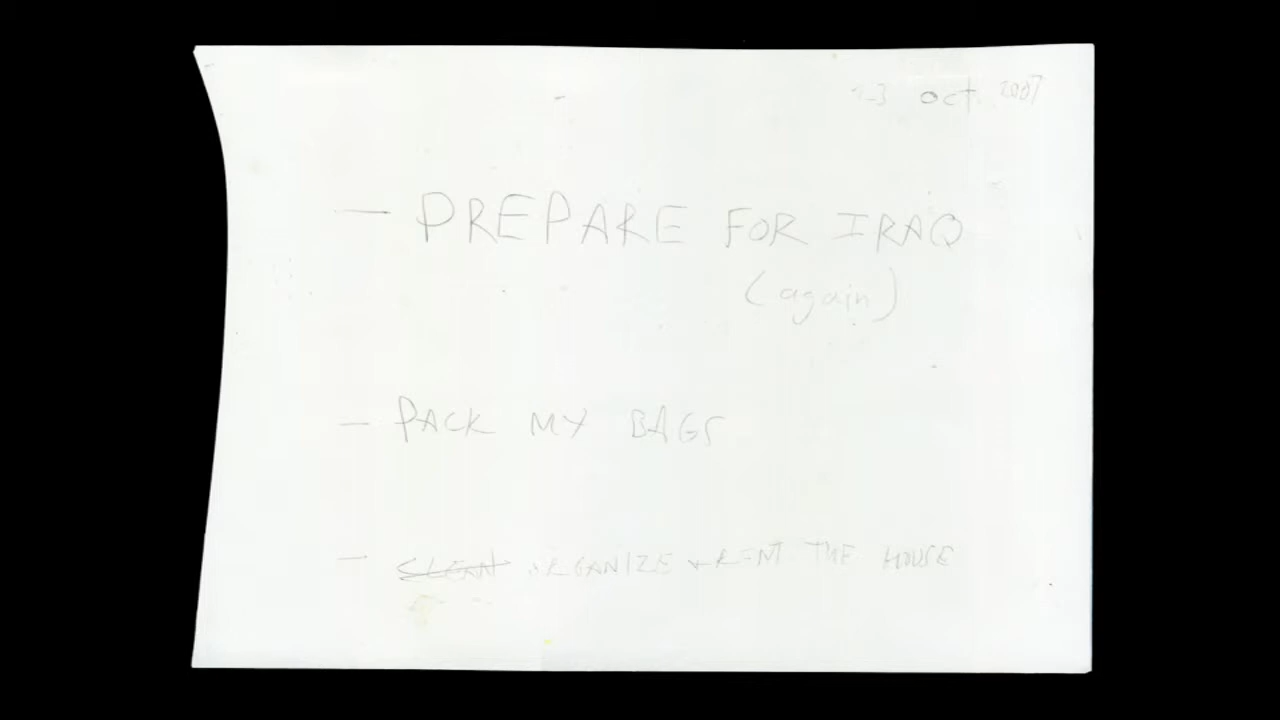 1-3 oct 2007
— PREPARE FOR IRAQ
(again)
— PACK MY BAGS
— CLEAN ORGANIZE + RENT THE HOUSE